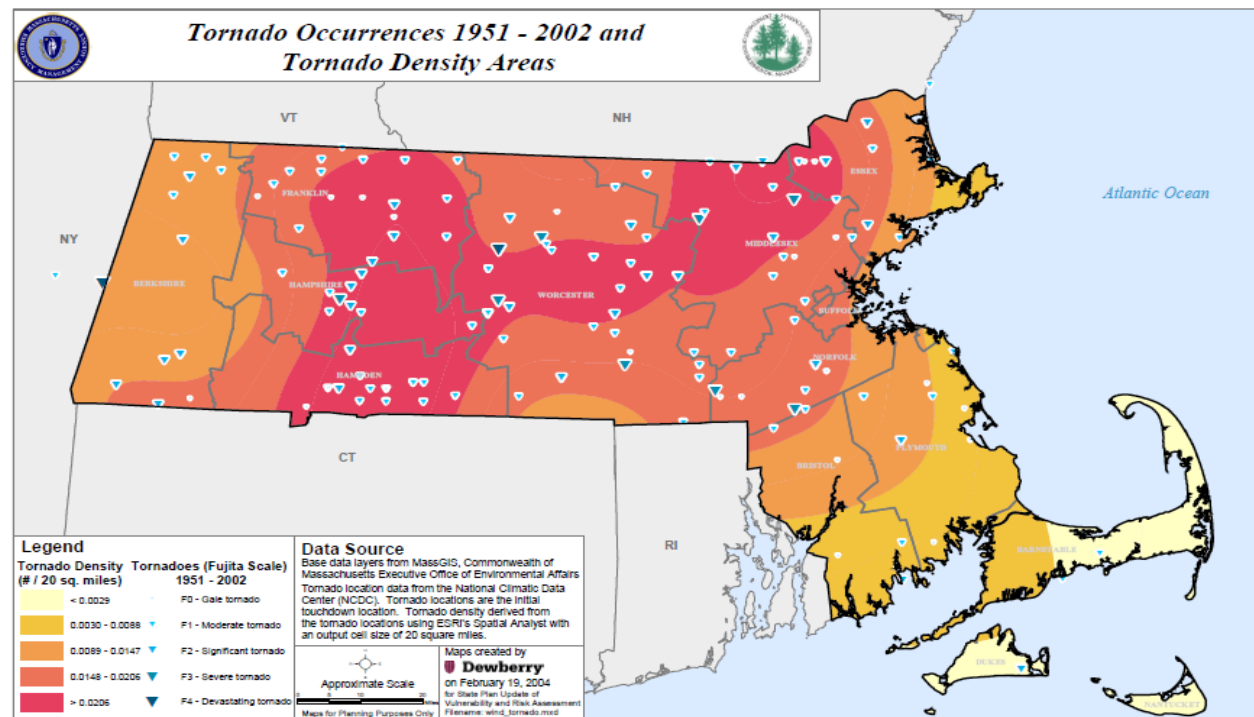 Tornado Occurrences 1951 - 2002 and
Tornado Density Areas
VT
NH
NY
CT
RI
Atlantic Ocean
FRANKLIN
ESSEX
MIDDLESEX
BERKSHIRE
HAMPSHIRE
WORCESTER
SUFFOLK
NORFOLK
HAMPDEN
PLYMOUTH
BRISTOL
BARNSTABLE
DUKES
NANTUCKET
Legend
Tornado Density
(# / 20 sq. miles)
< 0.0029
0.0030 - 0.0088
0.0089 - 0.0147
0.0148 - 0.0206
> 0.0206
Tornadoes (Fujita Scale)
1951 - 2002
F0 - Gale tornado
F1 - Moderate tornado
F2 - Significant tornado
F3 - Severe tornado
F4 - Devastating tornado
Data Source
Base data layers from MassGIS, Commonwealth of
Massachusetts Executive Office of Environmental Affairs
Tornado location data from the National Climatic Data
Center (NCDC). Tornado locations are the initial
touchdown location. Tornado density derived from
the tornado locations using ESRI's Spatial Analyst with
an output cell size of 20 square miles.
Approximate Scale
Maps for Planning Purposes Only
Maps created by
Dewberry
on February 19, 2004
for State Plan Update of
Vulnerability and Risk Assessment
Filename: wind_tornado.mxd